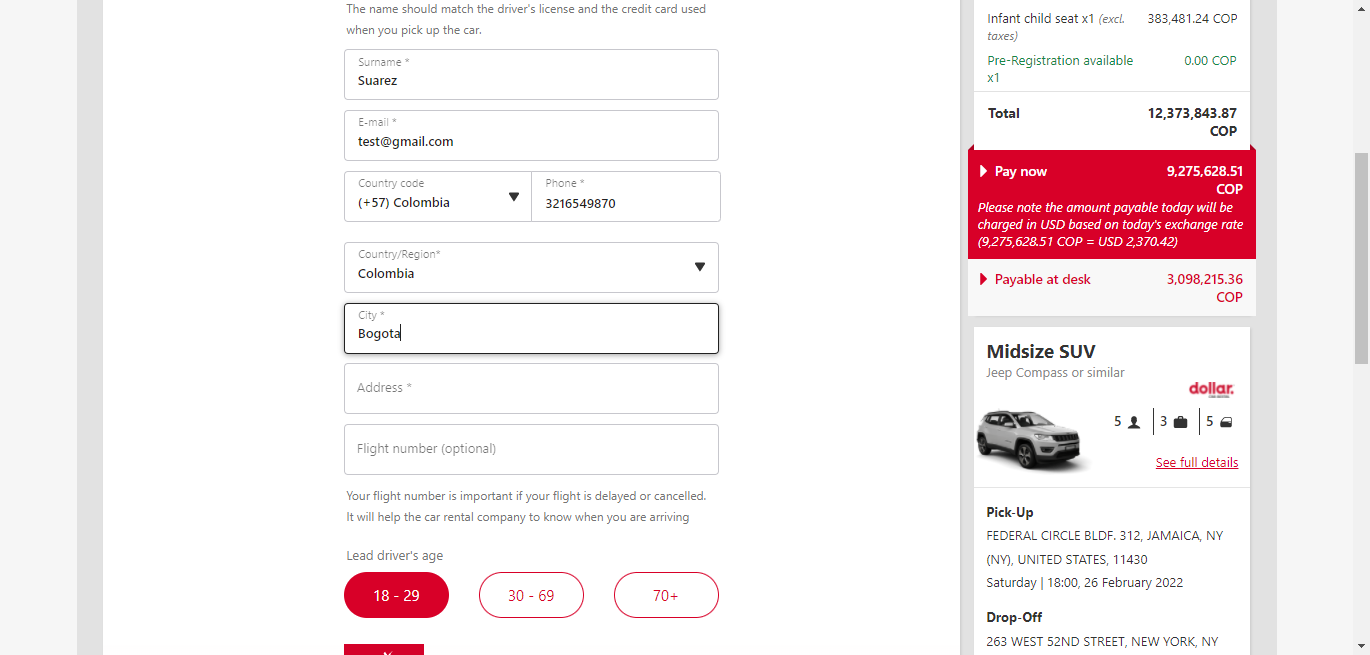 The name should match the driver's license and the credit card used
when you pick up the car.
Surname *
Suarez
E-mail *
test@gmail.com
Country code
(+57) Colombia
Phone *
3216549870
Country/Region*
Colombia
City *
Bogota
Address *
Flight number (optional)
Your flight number is important if your flight is delayed or cancelled.
It will help the car rental company to know when you are arriving
Lead driver's age
18 - 29
30 - 69
70+
Infant child seat x1 (excl. 383,481.24 COP
taxes)
Pre-Registration available 0.00 COP
x1
Total 12,373,843.87
COP
Pay now 9,275,628.51
COP
Please note the amount payable today will be
charged in USD based on today's exchange rate
(9,275,628.51 COP = USD 2,370.42)
Payable at desk 3,098,215.36
COP
Midsize SUV
Jeep Compass or similar
dollar.
5 3 5
See full details
Pick-Up
FEDERAL CIRCLE BLDF. 312, JAMAICA, NY
(NY), UNITED STATES, 11430
Saturday | 18:00, 26 February 2022
Drop-Off
263 WEST 52ND STREET, NEW YORK, NY